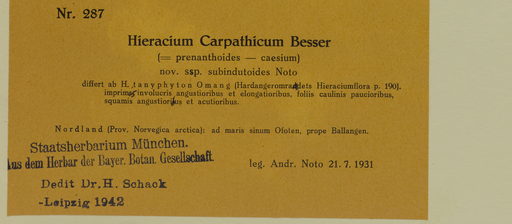 Nr. 287
Hieracium Carpathicum Besser
(= prenanthoides — caesium)
nov. ssp. subindutoides Noto
differt ab H. tanyphyton Omang (Hardangerområdets Hieraciumflora p. 190).
imprimis involucris angustioribus et elongatioribus, foliis caulinis paucioribus,
squamis angustioribus et acutioribus.
Nordland (Prov. Norvegica arctica): ad maris sinum Ofoten, prope Ballangen.
Staatsherbarium München.
Aus dem Herbar der Bayer. Botan. Gesellschaft.
leg. Andr. Notø 21. 7. 1931
Dedit Dr. H. Schack
-Leipzig 1942